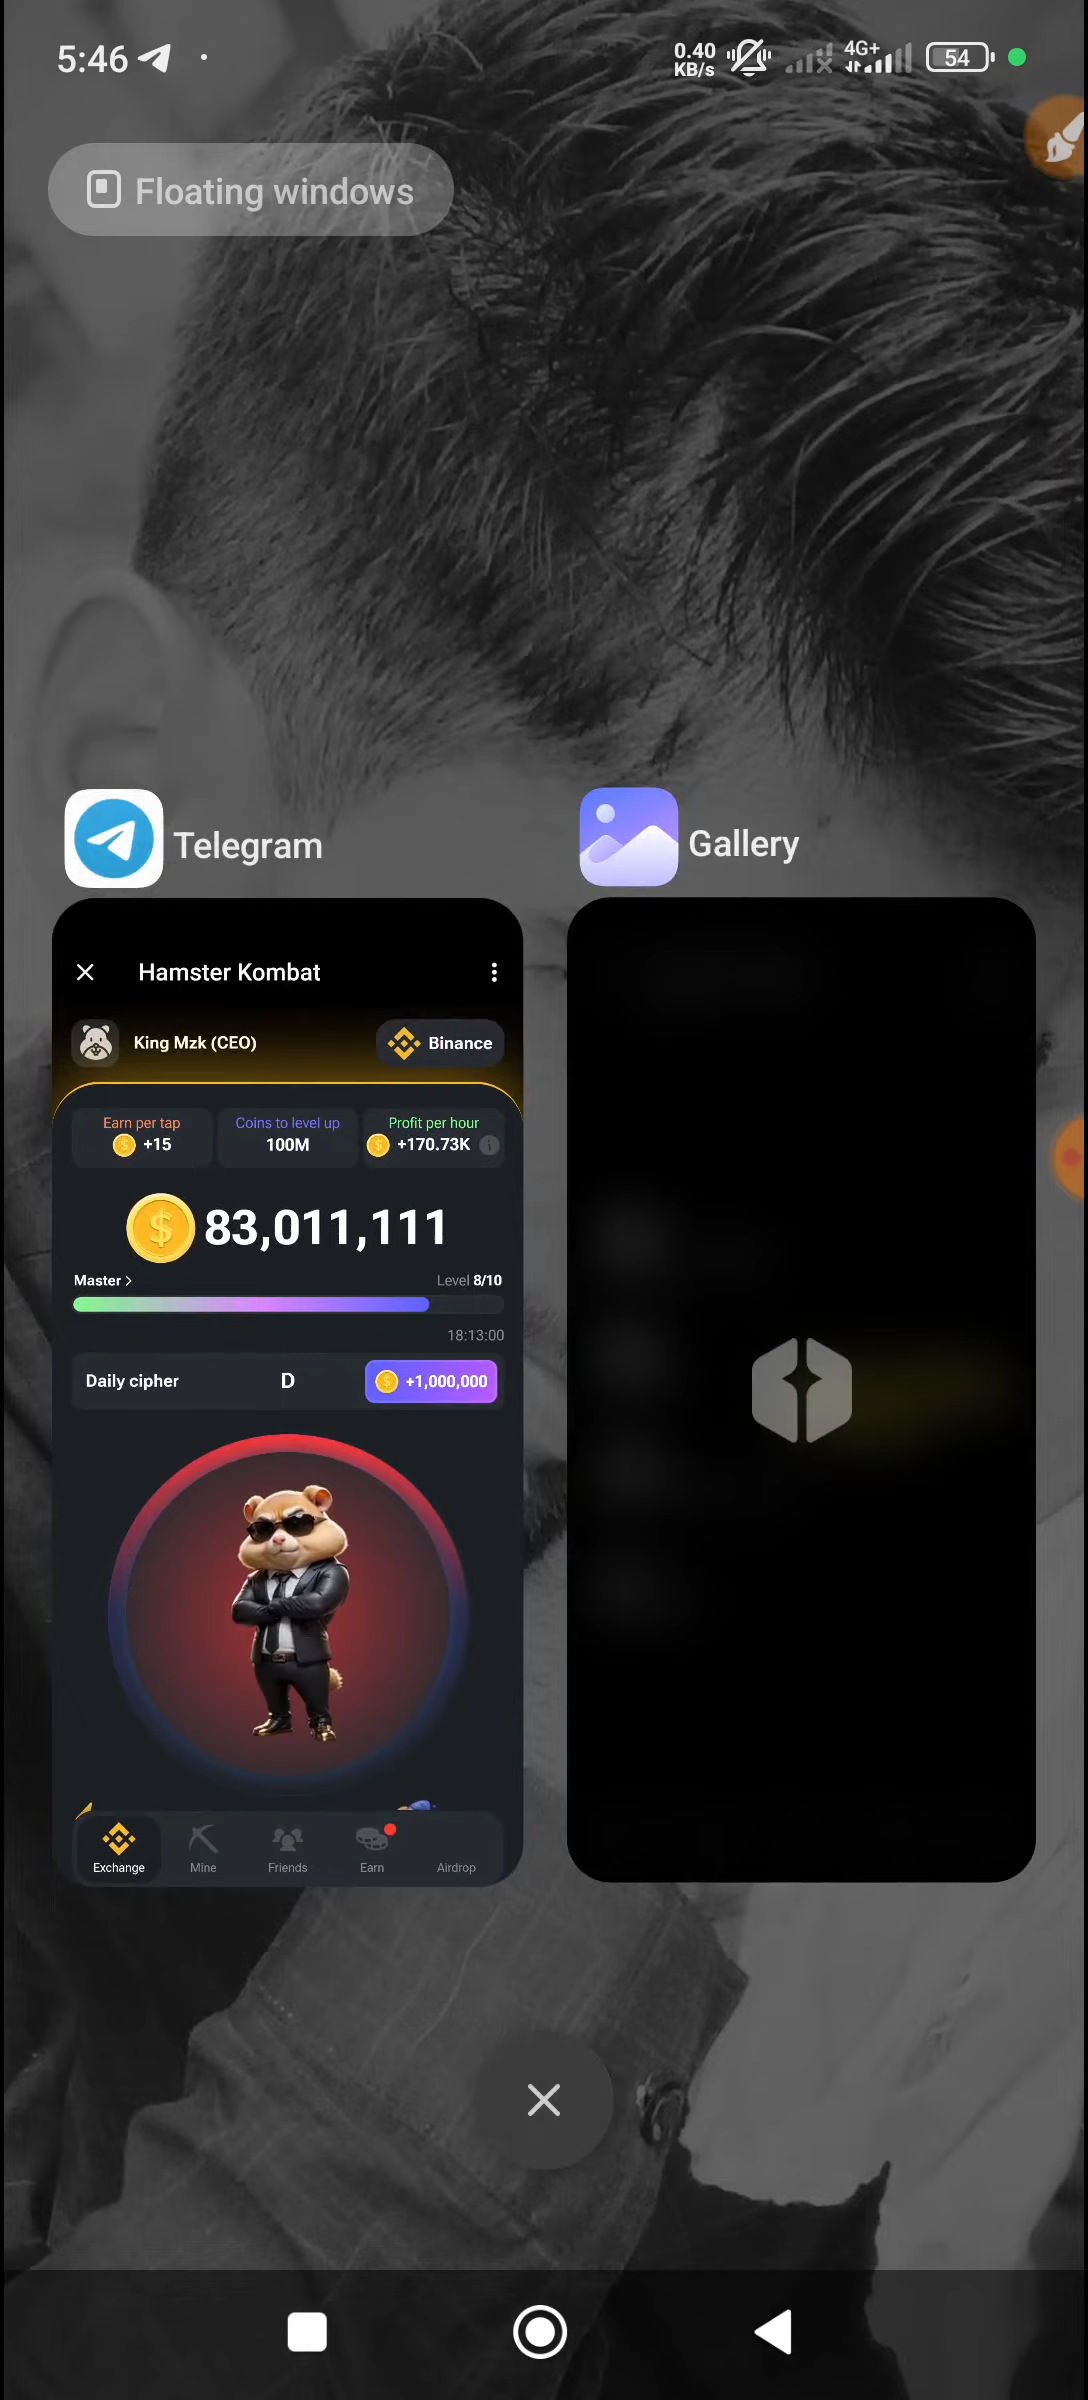 5:46
0.40
KB/s
4G+
54
Floating windows
Telegram
Gallery
Hamster Kombat
King Mzk (CEO)
Binance
Earn per tap
+15
Coins to level up
100M
Profit per hour
+170.73K
83,011,111
Master >
Level 8/10
18:13:00
Daily cipher
D
+1,000,000
Exchange
Mine
Friends
Earn
Airdrop